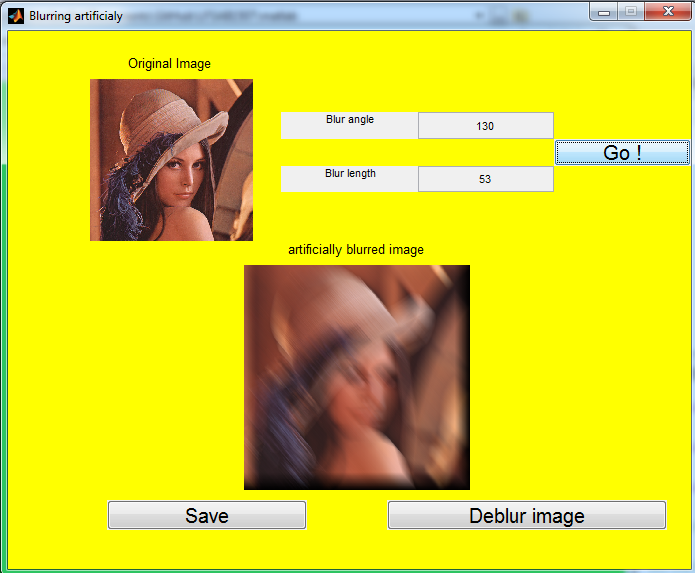 Blurring artificialy
Original Image
Blur angle
130
Go !
Blur length
53
artificially blurred image
Save
Deblur image